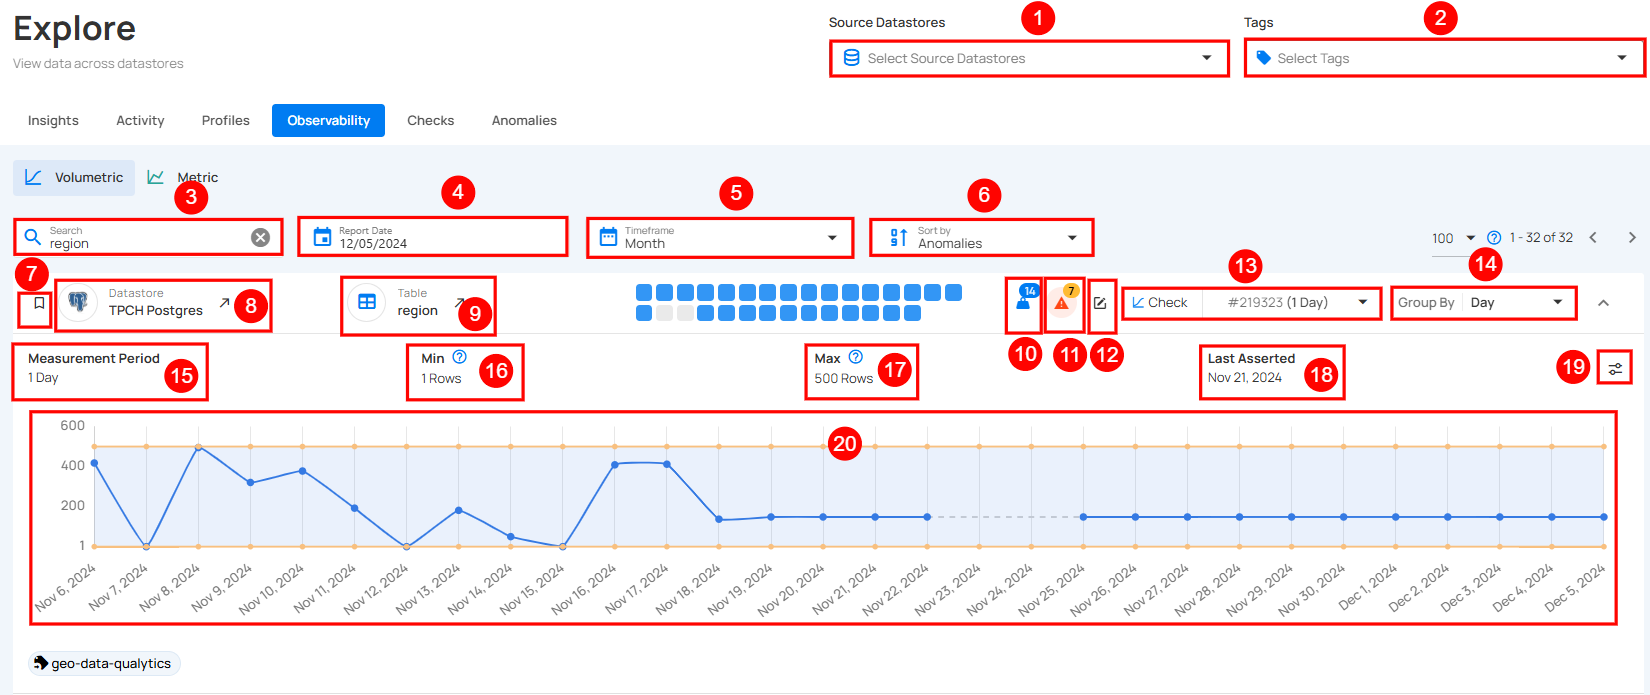 Explore
View data across datastores
Source Datastores
1
Select Source Datastores
Tags
2
Select Tags
Insights Activity Profiles Observability Checks Anomalies
Volumetric Metric
3 4 5 6
Search
region
Report Date
12/05/2024
Timeframe
Month
Sort by
Anomalies
100 1 - 32 of 32
7
Datastore
TPCH Postgres
8
Table
region
9
14
7
10 11 12
13
Check #219323 (1 Day)
14
Group By Day
Measurement Period
1 Day
15
Min
1 Rows
16
Max
500 Rows
17
Last Asserted
Nov 21, 2024
18
19
20
600
400
200
1
Nov 6, 2024 Nov 7, 2024 Nov 8, 2024 Nov 9, 2024 Nov 10, 2024 Nov 11, 2024 Nov 12, 2024 Nov 13, 2024 Nov 14, 2024 Nov 15, 2024 Nov 16, 2024 Nov 17, 2024 Nov 18, 2024 Nov 19, 2024 Nov 20, 2024 Nov 21, 2024 Nov 22, 2024 Nov 23, 2024 Nov 24, 2024 Nov 25, 2024 Nov 26, 2024 Nov 27, 2024 Nov 28, 2024 Nov 29, 2024 Nov 30, 2024 Dec 1, 2024 Dec 2, 2024 Dec 3, 2024 Dec 4, 2024 Dec 5, 2024
geo-data-qualytics